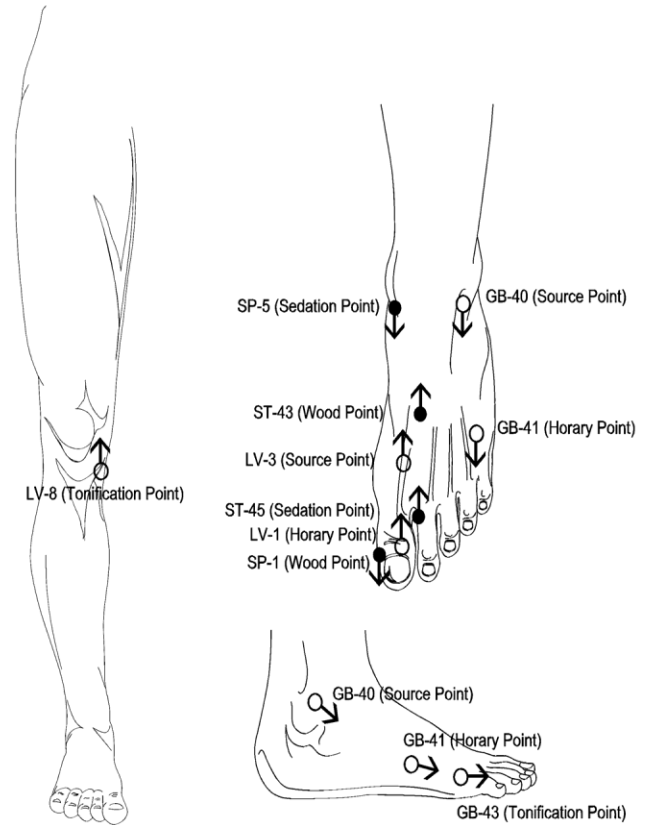 SP-5 (Sedation Point)
GB-40 (Source Point)
ST-43 (Wood Point)
GB-41 (Horary Point)
LV-3 (Source Point)
LV-8 (Tonification Point)
ST-45 (Sedation Point)
LV-1 (Horary Point)
SP-1 (Wood Point)
GB-40 (Source Point)
GB-41 (Horary Point)
GB-43 (Tonification Point)